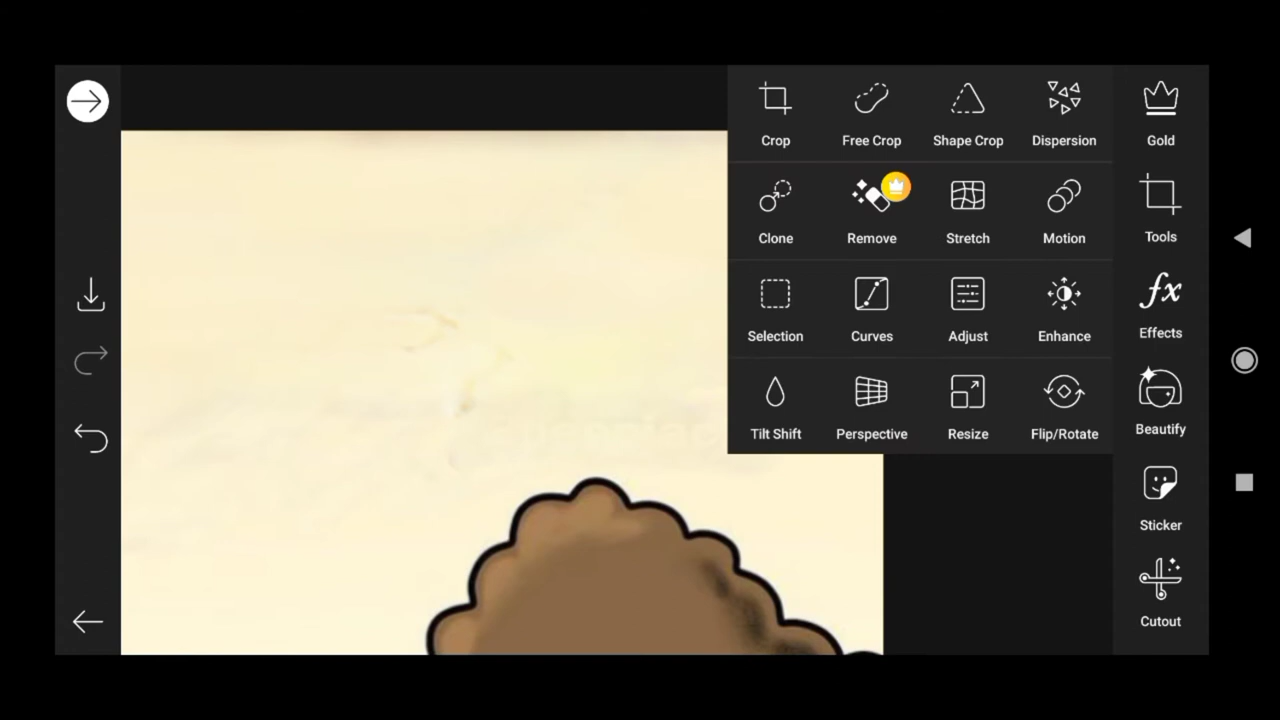 Crop Free Crop Shape Crop Dispersion
Clone Remove Stretch Motion
Selection Curves Adjust Enhance
Tilt Shift Perspective Resize Flip/Rotate
Gold
Tools
fx
Effects
Beautify
Sticker
Cutout